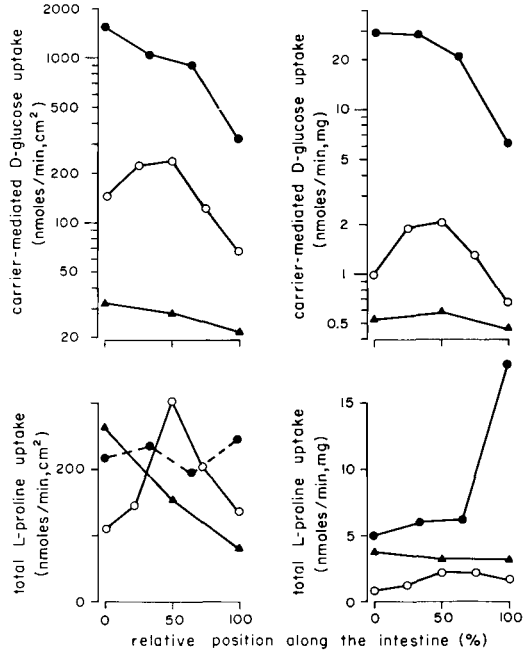 carrier-mediated D-glucose uptake
(nmoles/min,cm²)
1000
500
200
100
50
20
carrier-mediated D-glucose uptake
(nmoles/min,mg)
20
10
5
2
1
0.5
total L-proline uptake
(nmoles/min,cm²)
200
0
0
50
100
total L-proline uptake
(nmoles/min,mg)
15
10
5
0
0
50
100
relative position along the intestine (%)